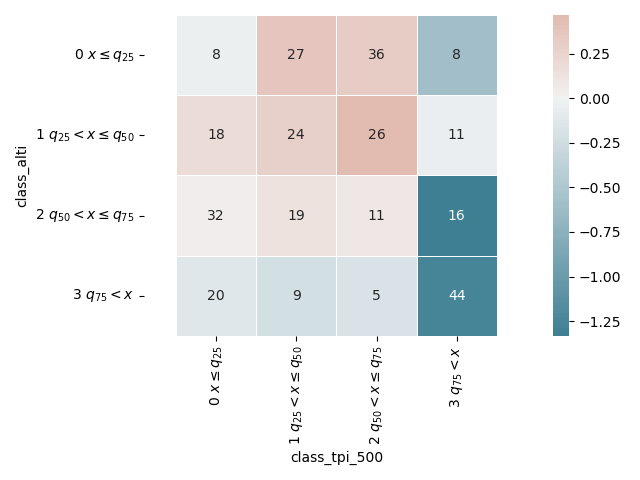 0 x ≤ q25
8 27 36 8
1 q25 < x ≤ q50
18 24 26 11
2 q50 < x ≤ q75
32 19 11 16
3 q75 < x
20 9 5 44
class_alti
0 x ≤ q25
1 q25 < x ≤ q50
2 q50 < x ≤ q75
3 q75 < x
class_tpi_500
0.25
0.00
−0.25
−0.50
−0.75
−1.00
−1.25